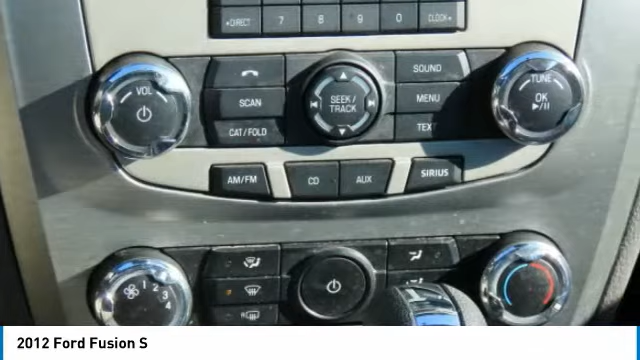 •DIRECT 7 8 9 0 CLOCK•
VOL
SOUND
TUNE
SEEK/
TRACK
OK
SCAN
MENU
CAT/FOLD
TEXT
AM/FM CD AUX SIRIUS
1 2 3 4
R
2012 Ford Fusion S